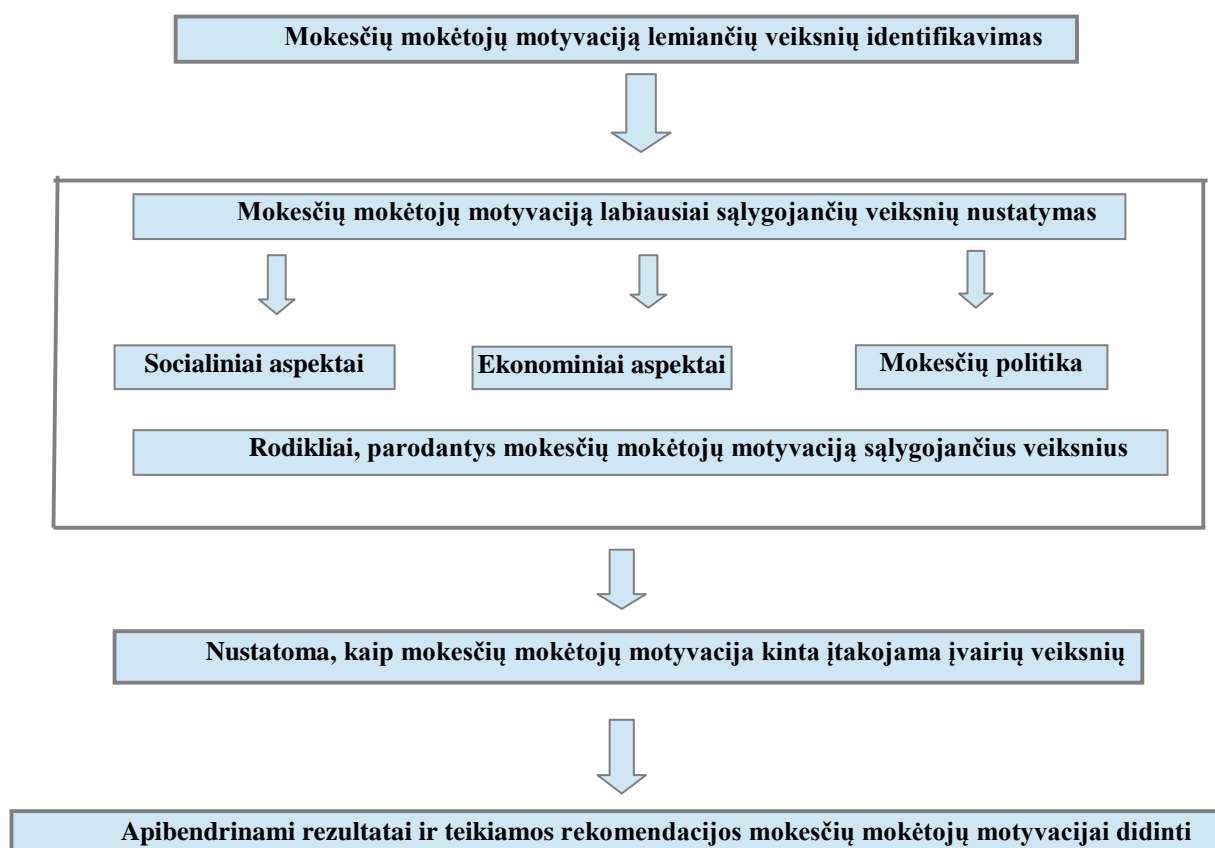 Mokesčių mokėtojų motyvaciją lemiančių veiksnių identifikavimas
Mokesčių mokėtojų motyvaciją labiausiai sąlygojančių veiksnių nustatymas
Socialiniai aspektai
Ekonominiai aspektai
Mokesčių politika
Rodikliai, parodantys mokesčių mokėtojų motyvaciją sąlygojančius veiksnius
Nustatoma, kaip mokesčių mokėtojų motyvacija kinta įtakojama įvairių veiksnių
Apibendrinami rezultatai ir teikiamos rekomendacijos mokesčių mokėtojų motyvacijai didinti